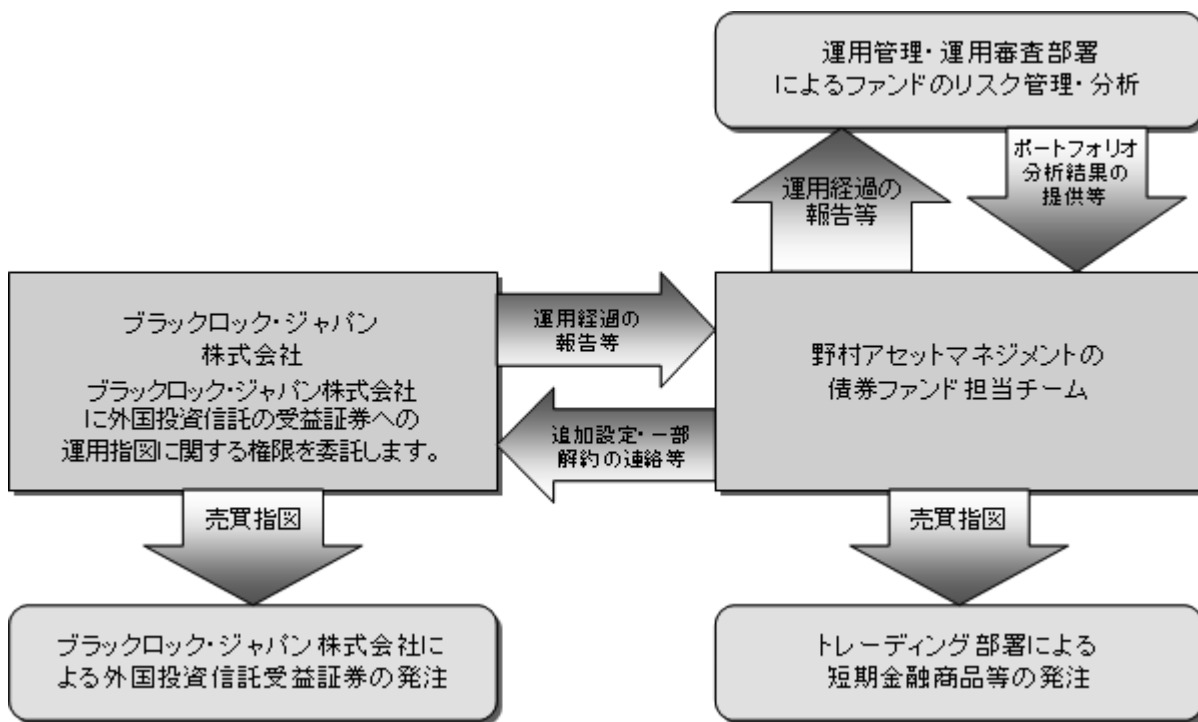 運用管理・運用審査部署
によるファンドのリスク管理・分析
運用経過の
報告等
ポートフォリオ
分析結果の
提供等
ブラックロック・ジャパン
株式会社
ブラックロック・ジャパン株式会社
に外国投資信託の受益証券への
運用指図に関する権限を委託します。
運用経過の
報告等
追加設定・一部
解約の連絡等
野村アセットマネジメントの
債券ファンド担当チーム
売買指図
売買指図
ブラックロック・ジャパン株式会社に
よる外国投資信託受益証券の発注
トレーディング部署による
短期金融商品等の発注